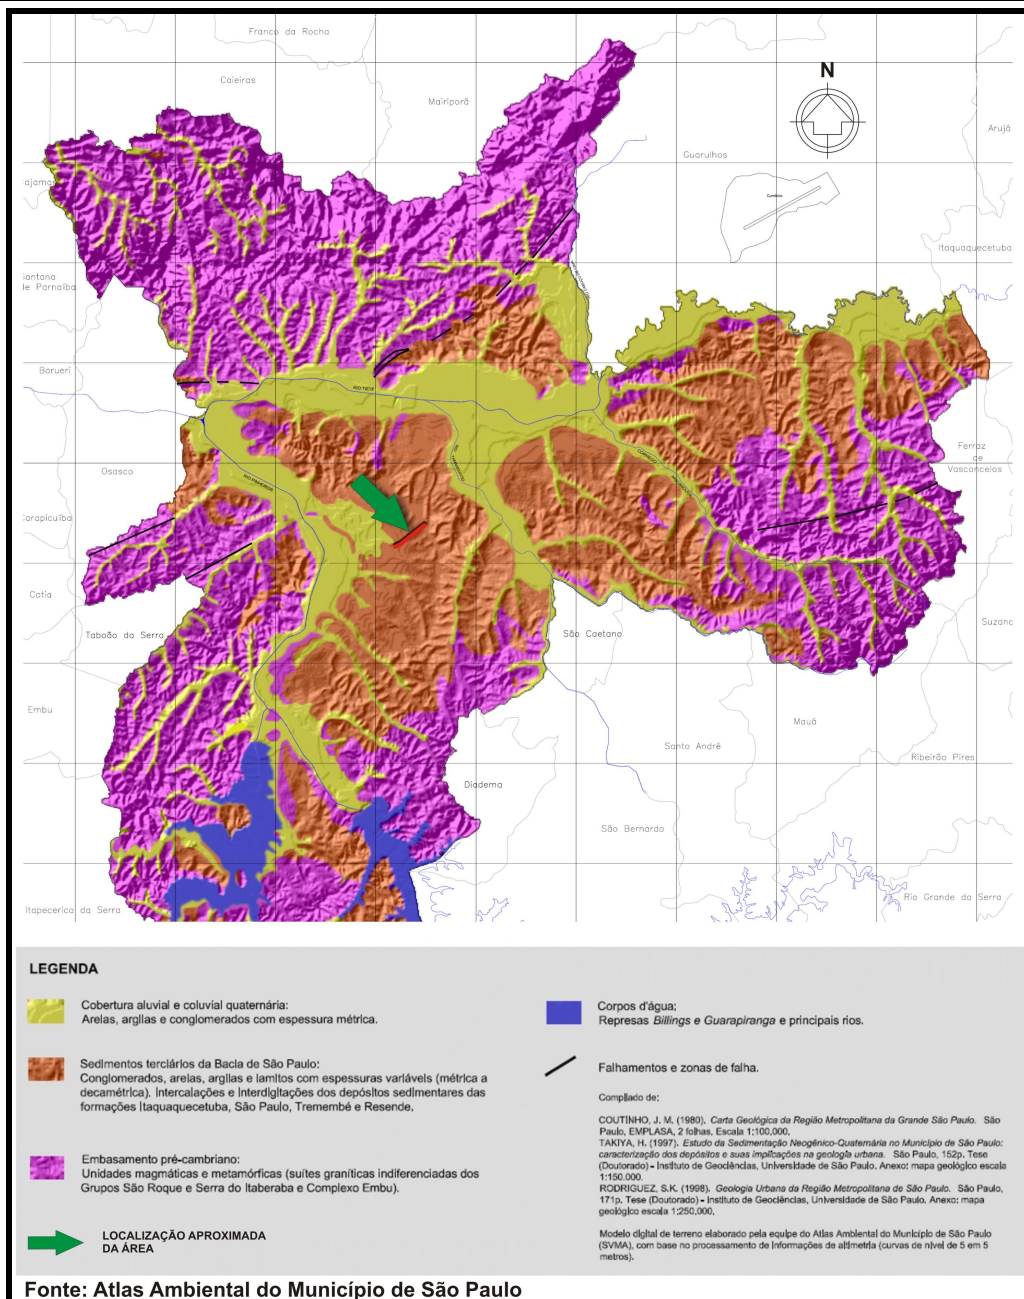 Franco da Rocha
Caieiras
Mairiporã
N
Arujá
Guarulhos
Cumbica
Itaquaquecetuba
Santana
de Parnaíba
Barueri
RIO TIETÊ
Osasco
RIO PINHEIROS
Ferraz
de
Vasconcelos
Carapicuíba
Cotia
Taboão da Serra
São Caetano
Suzano
Embu
Mauá
Santo André
Ribeirão Pires
Diadema
São Bernardo
Itapecerica da Serra
Rio Grande da Serra
LEGENDA
Cobertura aluvial e coluvial quaternária:
Areias, argilas e conglomerados com espessura métrica.
Sedimentos terciários da Bacia de São Paulo:
Conglomerados, areias, argilas e lamitos com espessuras variáveis (métrica a
decamétrica). Intercalações e interdigitações dos depósitos sedimentares das
formações Itaquaquecetuba, São Paulo, Tremembé e Resende.
Embasamento pré-cambriano:
Unidades magmáticas e metamórficas (suítes graníticas indiferenciadas dos
Grupos São Roque e Serra do Itaberaba e Complexo Embu).
LOCALIZAÇÃO APROXIMADA
DA ÁREA
Corpos d'água:
Represas Billings e Guarapiranga e principais rios.
Falhamentos e zonas de falha.
Compilado de:
COUTINHO, J. M. (1980). Carta Geológica da Região Metropolitana da Grande São Paulo. São
Paulo, EMPLASA, 2 folhas, Escala 1:100.000.
TAKIYA, H. (1997). Estudo da Sedimentação Neogênico-Quaternária no Município de São Paulo:
caracterização dos depósitos e suas implicações na geologia urbana. São Paulo, 152p. Tese
(Doutorado) - Instituto de Geociências, Universidade de São Paulo. Anexo: mapa geológico escala
1:150.000.
RODRIGUEZ, S.K. (1998). Geologia Urbana da Região Metropolitana de São Paulo. São Paulo,
171p. Tese (Doutorado) - Instituto de Geociências, Universidade de São Paulo. Anexo: mapa
geológico escala 1:250.000.
Modelo digital de terreno elaborado pela equipe do Atlas Ambiental do Município de São Paulo
(SVMA), com base no processamento de informações de altimetria (curvas de nível de 5 em 5
metros).
Fonte: Atlas Ambiental do Município de São Paulo